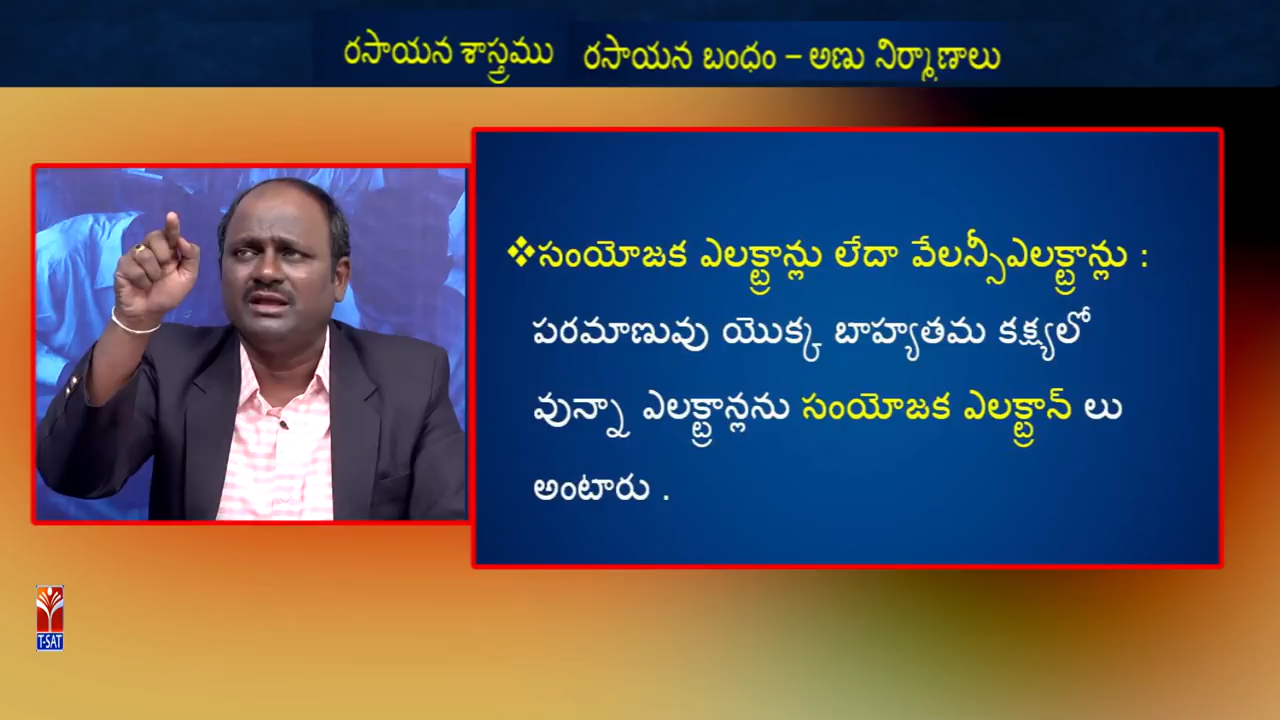 రసాయన శాస్త్రము రసాయన బంధం – అణు నిర్మాణాలు
❖సంయోజక ఎలక్ట్రాన్లు లేదా వేలన్సీఎలక్ట్రాన్లు :
పరమాణువు యొక్క బాహ్యతమ కక్ష్యలో
వున్నా ఎలక్ట్రాన్లను సంయోజక ఎలక్ట్రాన్ లు
అంటారు .
T-SAT